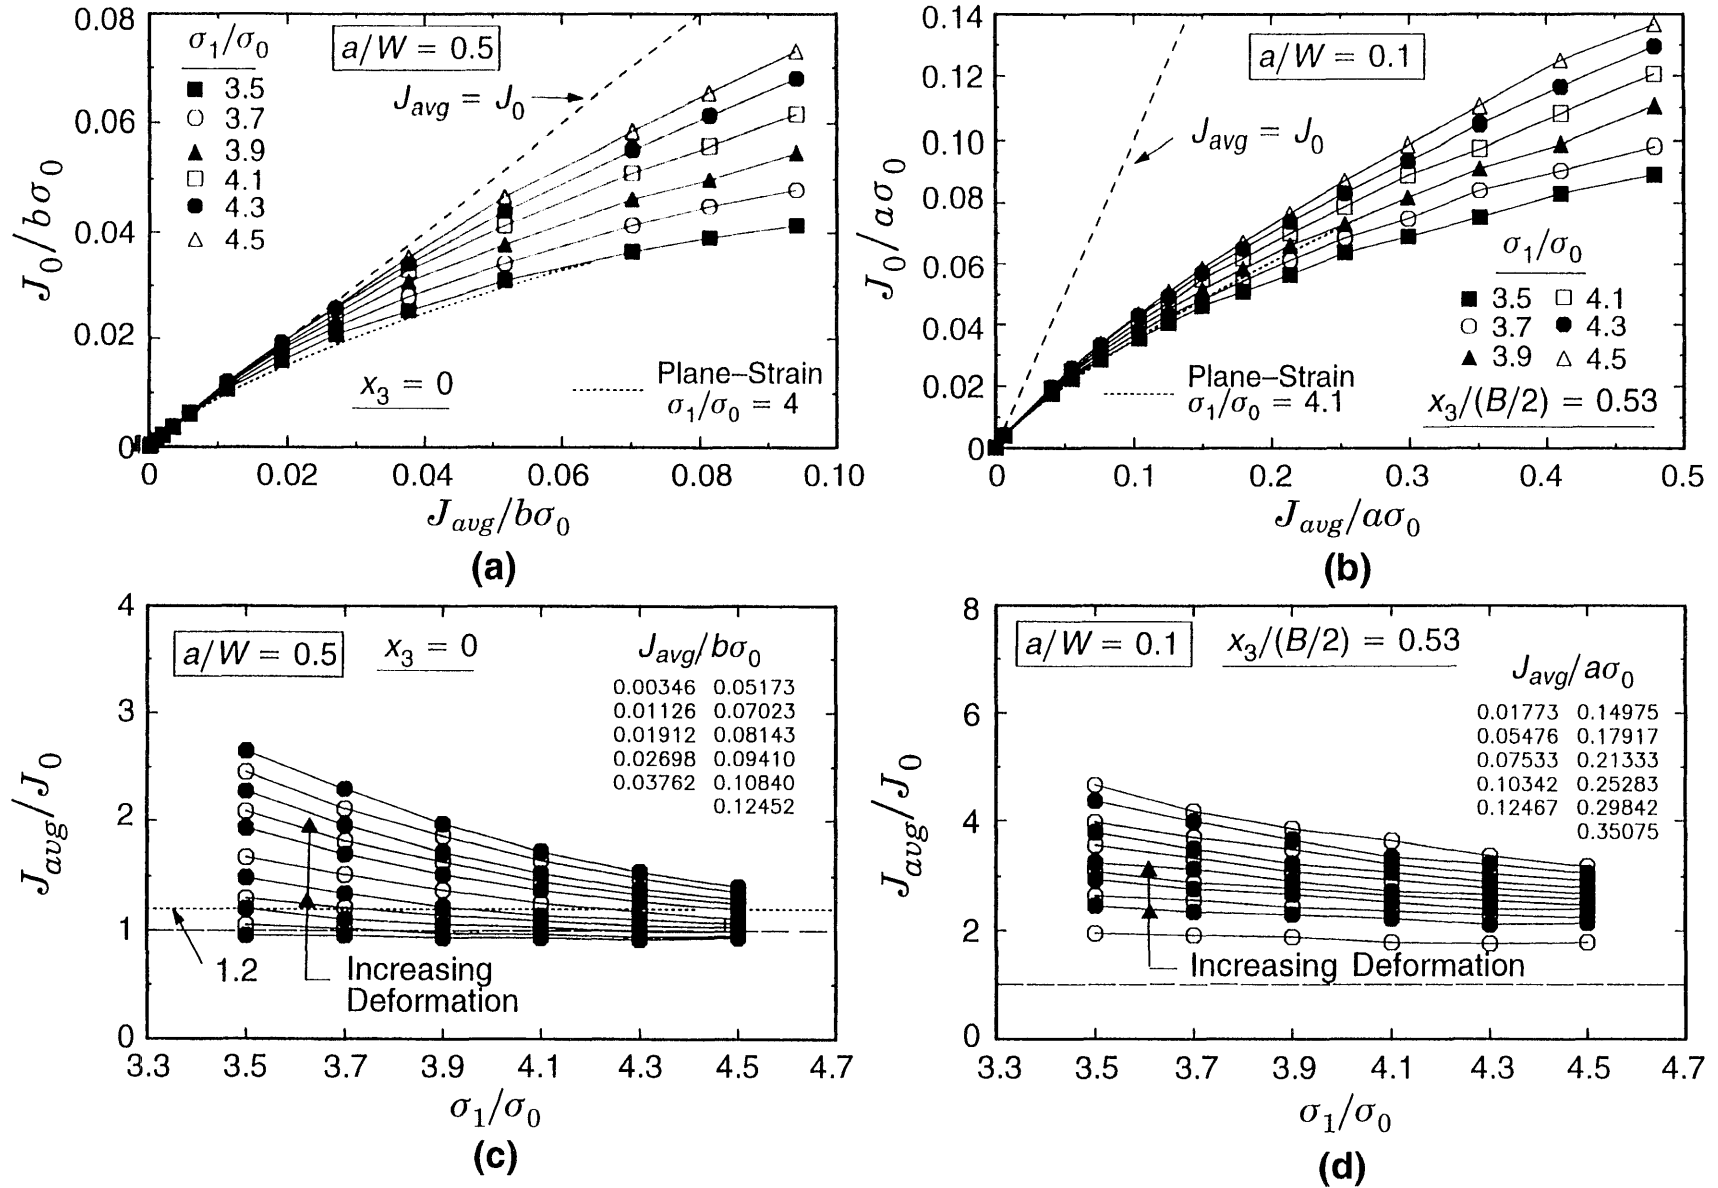 0.08
0.06
0.04
0.02
0
J₀/bσ₀
σ₁/σ₀
3.5
3.7
3.9
4.1
4.3
4.5
a/W = 0.5
J_avg = J₀
x₃ = 0
Plane–Strain
σ₁/σ₀ = 4
0 0.02 0.04 0.06 0.08 0.10
J_avg/bσ₀
(a)
0.14
0.12
0.10
0.08
0.06
0.04
0.02
0
J₀/aσ₀
a/W = 0.1
J_avg = J₀
σ₁/σ₀
3.5 4.1
3.7 4.3
3.9 4.5
Plane–Strain
σ₁/σ₀ = 4.1
x₃/(B/2) = 0.53
0 0.1 0.2 0.3 0.4 0.5
J_avg/aσ₀
(b)
4
3
2
1
0
J_avg/J₀
a/W = 0.5
x₃ = 0
J_avg/bσ₀
0.00346 0.05173
0.01126 0.07023
0.01912 0.08143
0.02698 0.09410
0.03762 0.10840
0.12452
1.2
Increasing
Deformation
3.3 3.5 3.7 3.9 4.1 4.3 4.5 4.7
σ₁/σ₀
(c)
8
6
4
2
0
J_avg/J₀
a/W = 0.1
x₃/(B/2) = 0.53
J_avg/aσ₀
0.01773 0.14975
0.05476 0.17917
0.07533 0.21333
0.10342 0.25283
0.12467 0.29842
0.35075
Increasing Deformation
3.3 3.5 3.7 3.9 4.1 4.3 4.5 4.7
σ₁/σ₀
(d)